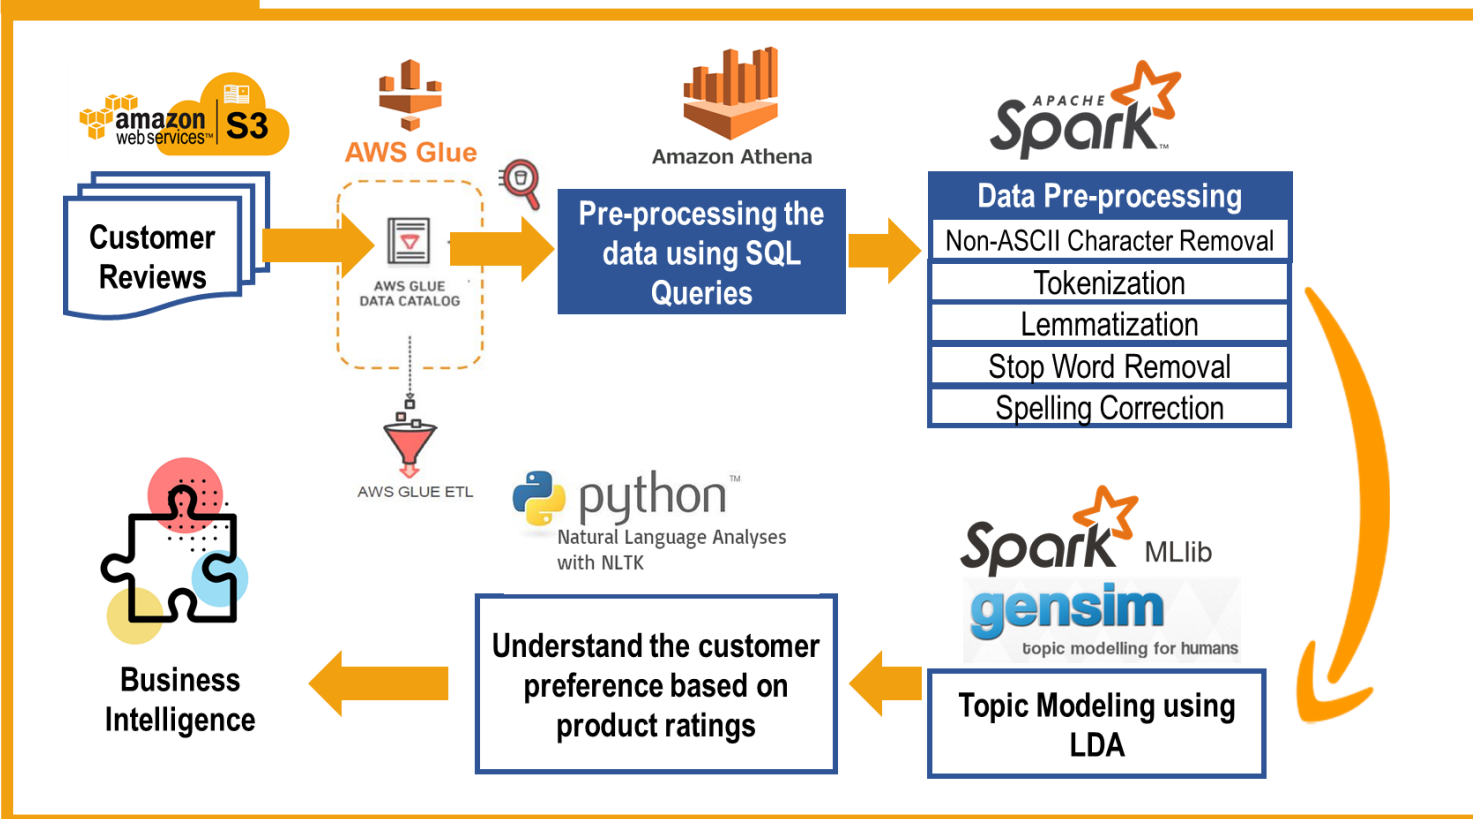 amazon
web services™
S3
Customer
Reviews
AWS Glue
AWS GLUE
DATA CATALOG
AWS GLUE ETL
Amazon Athena
Pre-processing the
data using SQL
Queries
APACHE
Spark™
Data Pre-processing
Non-ASCII Character Removal
Tokenization
Lemmatization
Stop Word Removal
Spelling Correction
Spark MLlib
gensim
topic modelling for humans
Topic Modeling using
LDA
python™
Natural Language Analyses
with NLTK
Understand the customer
preference based on
product ratings
Business
Intelligence